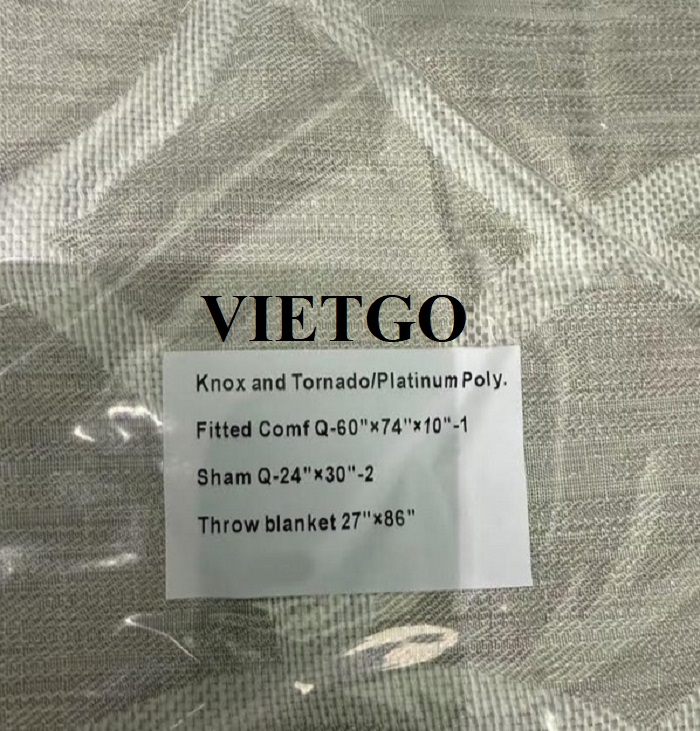 VIETGO
Knox and Tornado/Platinum Poly.
Fitted Comf Q-60"×74"×10"-1
Sham Q-24"×30"-2
Throw blanket 27"×86"